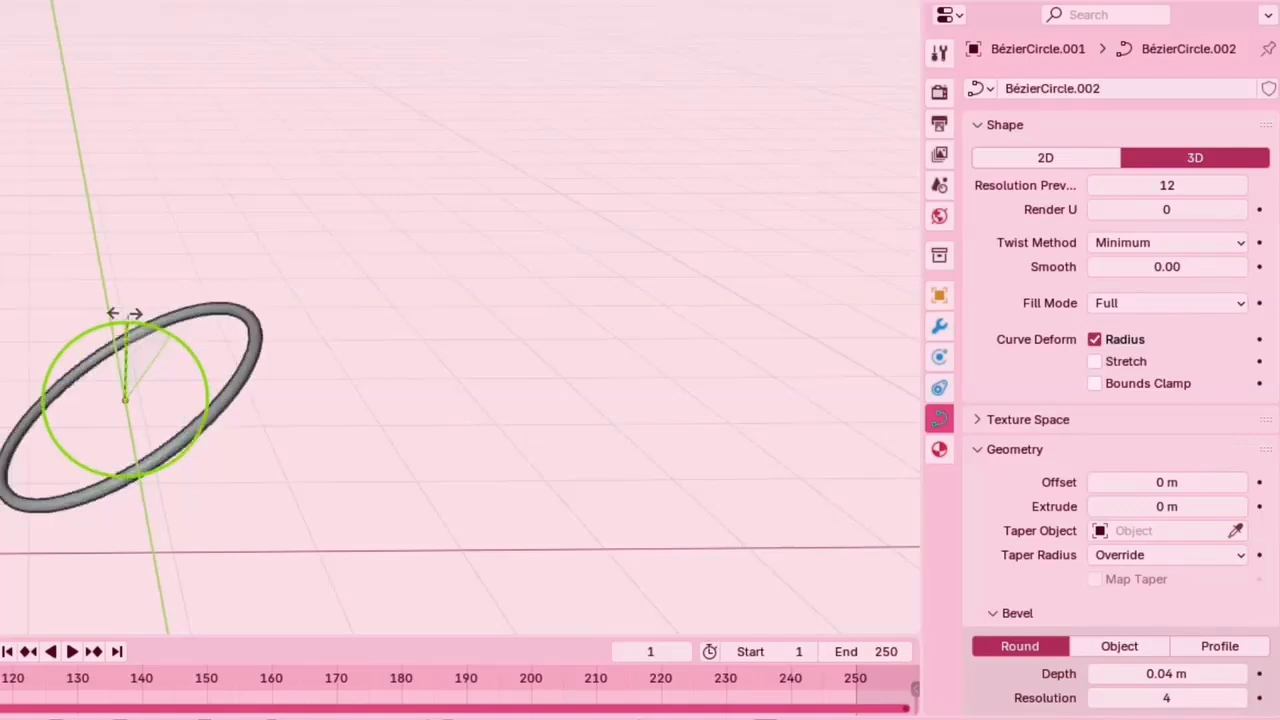 Search
BézierCircle.001
BézierCircle.002
BézierCircle.002
Shape
2D 3D
Resolution Prev... 12
Render U 0
Twist Method Minimum
Smooth 0.00
Fill Mode Full
Curve Deform Radius
Stretch
Bounds Clamp
Texture Space
Geometry
Offset 0 m
Extrude 0 m
Taper Object Object
Taper Radius Override
Map Taper
Bevel
Round Object Profile
Depth 0.04 m
Resolution 4
1 Start 1 End 250
120 130 140 150 160 170 180 190 200 210 220 230 240 250